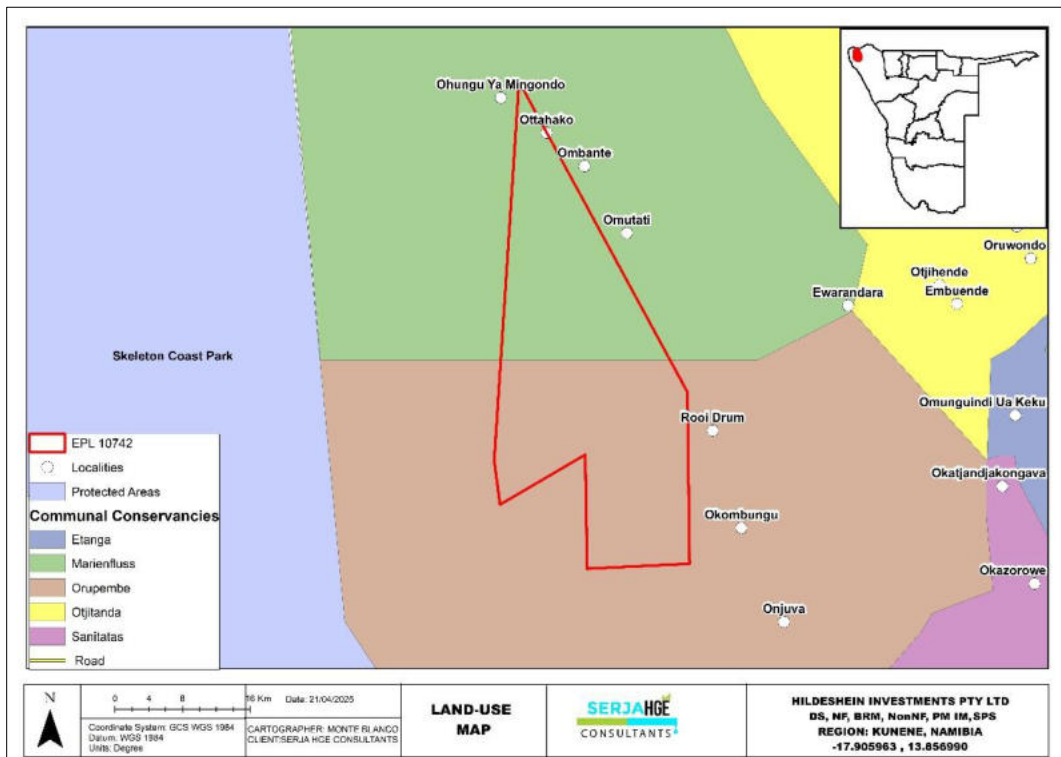 Ohungu Ya Mingondo
Ottahako
Ombante
Omutati
Oruwondo
Otjihende
Embuende
Ewarandara
Skeleton Coast Park
Omunguindi Ua Keku
Rooi Drum
Okatjandjakongava
Okombungu
Okazorowe
Onjuva
EPL 10742
Localities
Protected Areas
Communal Conservancies
Etanga
Marienfluss
Orupembe
Otjitanda
Sanitatas
Road
N
0 4 8 16 Km
Date: 21/04/2025
Coordinate System: GCS WGS 1984
Datum: WGS 1984
Units: Degree
CARTOGRAPHER: MONTE BLANCO
CLIENT:SERJA HGE CONSULTANTS
LAND-USE
MAP
SERJAHGE
CONSULTANTS
HILDESHEIN INVESTMENTS PTY LTD
DS, NF, BRM, NonNF, PM IM,SPS
REGION: KUNENE, NAMIBIA
-17.905963 , 13.856990